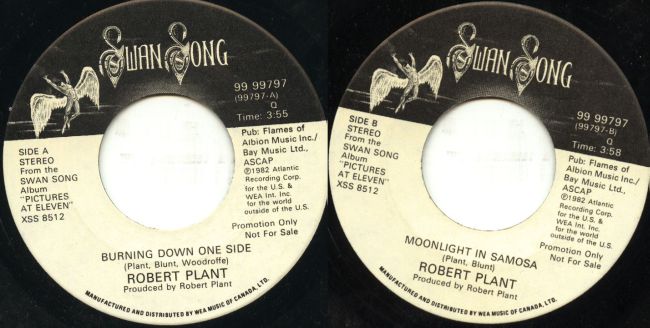 SWAN SONG
99 99797
(99797-A)
Q
Time: 3:55
SIDE A
STEREO
From the
SWAN SONG
Album
"PICTURES
AT ELEVEN"
XSS 8512
Pub: Flames of
Albion Music Inc./
Bay Music Ltd.,
ASCAP
Ⓟ1982 Atlantic
Recording Corp.
for the U.S. &
WEA Int. Inc.
for the world
outside of the U.S.
Promotion Only
Not For Sale
BURNING DOWN ONE SIDE
(Plant, Blunt, Woodroffe)
ROBERT PLANT
Prouduced by Robert Plant
MANUFACTURED AND DISTRIBUTED BY WEA MUSIC OF CANADA, LTD.
SWAN SONG
99 99797
(99797-B)
Q
Time: 3:58
SIDE B
STEREO
From the
SWAN SONG
Album
"PICTURES
AT ELEVEN"
XSS 8512
Pub: Flames of
Albion Music Inc./
Bay Music Ltd.,
ASCAP
Ⓟ1982 Atlantic
Recording Corp.
for the U.S. &
WEA Int. Inc.
for the world
outside of the U.S.
Promotion Only
Not For Sale
MOONLIGHT IN SAMOSA
(Plant, Blunt)
ROBERT PLANT
Prouduced by Robert Plant
MANUFACTURED AND DISTRIBUTED BY WEA MUSIC OF CANADA, LTD.